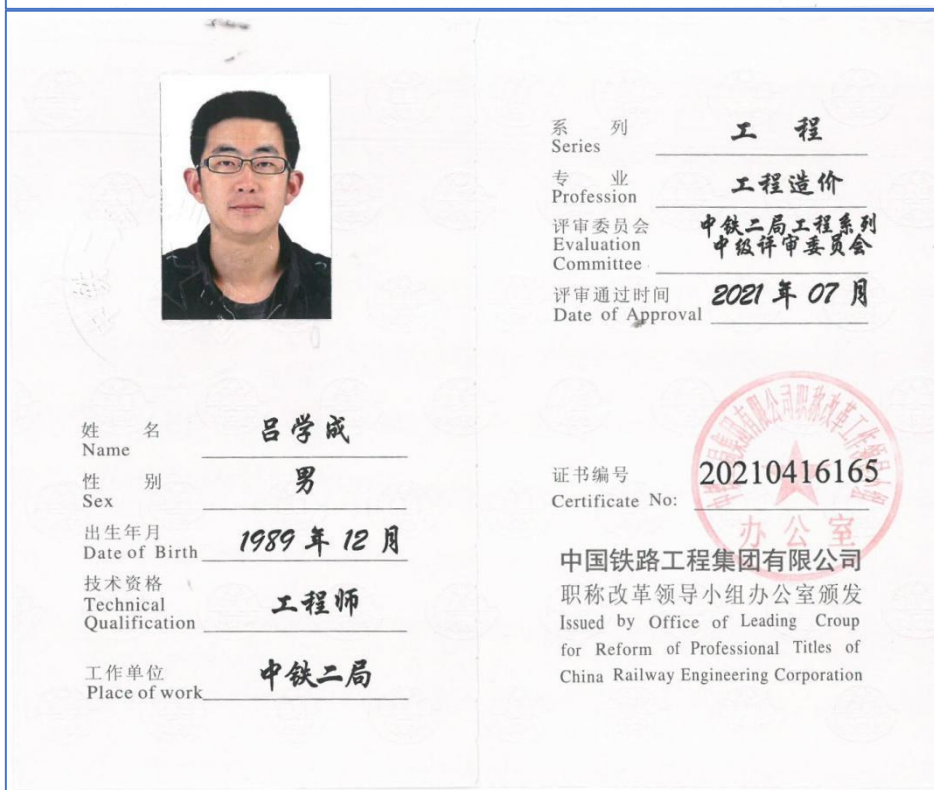 姓 名
Name
吕学成
性 别
Sex
男
出生年月
Date of Birth
1989 年 12 月
技术资格
Technical
Qualification
工程师
工作单位
Place of work
中铁二局
系 列
Series
工 程
专 业
Profession
工程造价
评审委员会
Evaluation
Committee
中铁二局工程系列
中级评审委员会
评审通过时间
Date of Approval
2021 年 07 月
证书编号
Certificate No:
20210416165
办公室
中国铁路工程集团有限公司
职称改革领导小组办公室颁发
Issued by Office of Leading Croup
for Reform of Professional Titles of
China Railway Engineering Corporation